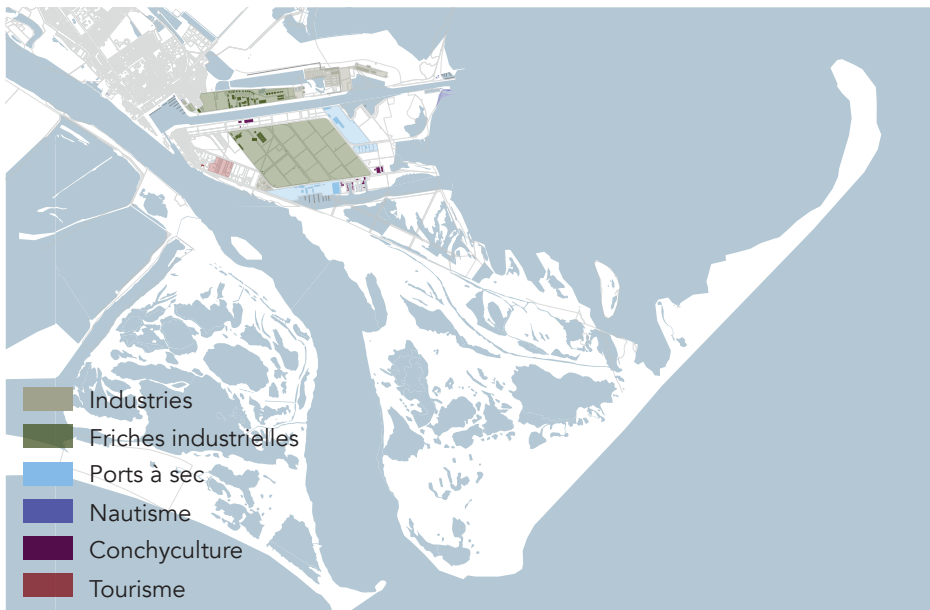 Industries
Friches industrielles
Ports à sec
Nautisme
Conchyculture
Tourisme